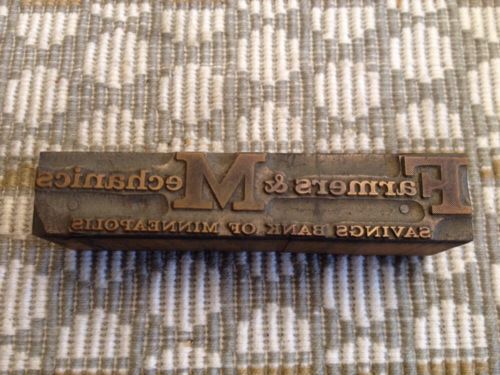 Farmers & Mechanics
SAVINGS BANK OF MINNEAPOLIS